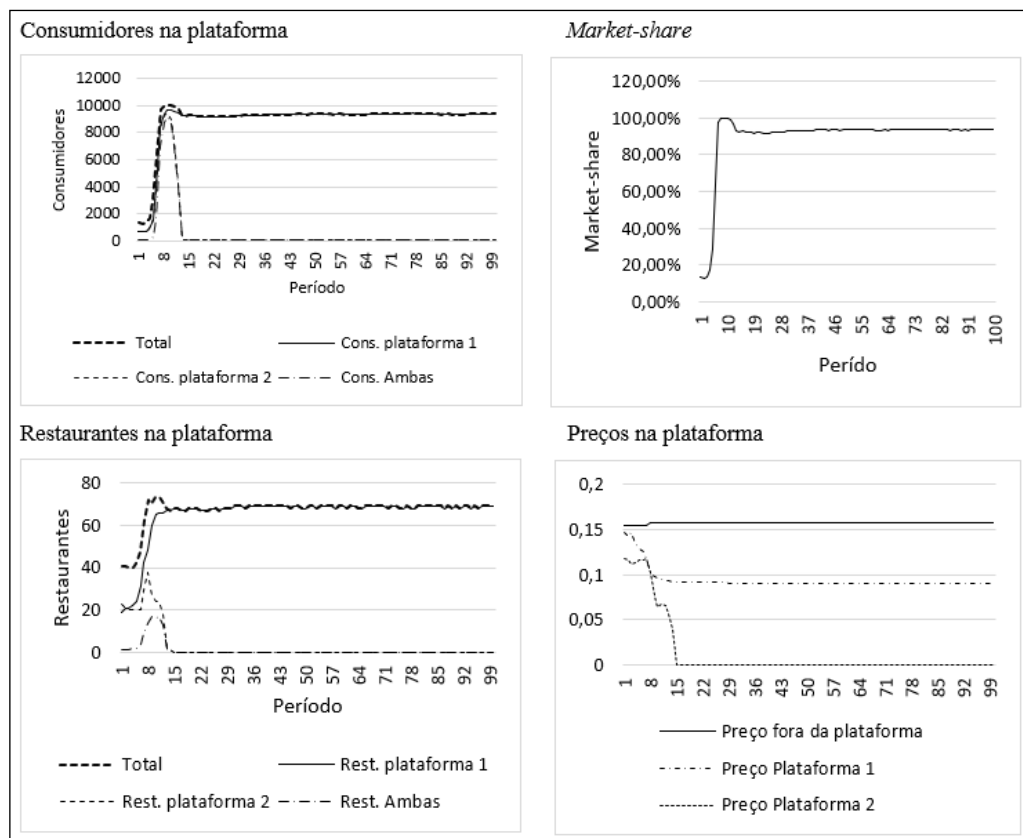 Consumidores na plataforma
12000
10000
8000
6000
4000
2000
0
Consumidores
1 8 15 22 29 36 43 50 57 64 71 78 85 92 99
Período
Total
Cons. plataforma 1
Cons. plataforma 2
Cons. Ambas
Market-share
120,00%
100,00%
80,00%
60,00%
40,00%
20,00%
0,00%
Market-share
1 10 19 28 37 46 55 64 73 82 91 100
Perído
Restaurantes na plataforma
80
60
40
20
0
Restaurantes
1 8 15 22 29 36 43 50 57 64 71 78 85 92 99
Período
Total
Rest. plataforma 1
Rest. plataforma 2
Rest. Ambas
Preços na plataforma
0,2
0,15
0,1
0,05
0
1 8 15 22 29 36 43 50 57 64 71 78 85 92 99
Preço fora da plataforma
Preço Plataforma 1
Preço Plataforma 2